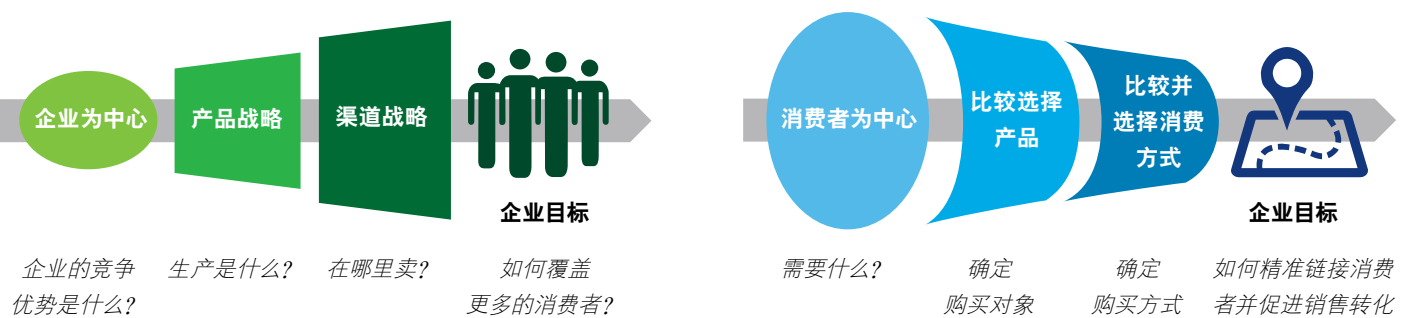 企业为中心
产品战略
渠道战略
企业目标
企业的竞争
优势是什么？
生产是什么？
在哪里卖？
如何覆盖
更多的消费者？
消费者为中心
比较选择
产品
比较并
选择消费
方式
企业目标
需要什么？
确定
购买对象
确定
购买方式
如何精准链接消费
者并促进销售转化